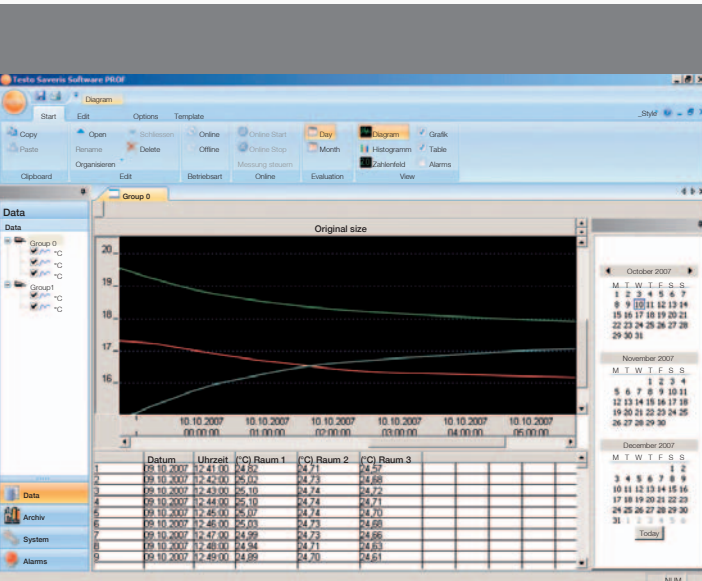 Testo Saveris Software PROF
Diagram
Start Edit Options Template _Style
Copy Open Schliessen Online Online Start Day Diagram Grafik
Paste Rename Delete Offline Online Stop Month Histogramm Table
Organisieren Messung steuern Zahlenfeld Alarms
Clipboard Edit Betriebsart Online Evaluation View
Group 0
Data
Data
Group 0
°C
°C
°C
Group1
°C
°C
Data
Archiv
System
Alarms
Original size
20
19
18
17
16
10.10.2007 10.10.2007 10.10.2007 10.10.2007 10.10.2007 10.10.2007
00:00:00 01:00:00 02:00:00 03:00:00 04:00:00 05:00:00
Datum Uhrzeit (°C) Raum 1 (°C) Raum 2 (°C) Raum 3
1 09.10.2007 12:41:00 24,82 24,71 24,57
2 09.10.2007 12:42:00 25,02 24,73 24,68
3 09.10.2007 12:43:00 25,10 24,74 24,72
4 09.10.2007 12:44:00 25,10 24,74 24,71
5 09.10.2007 12:45:00 25,07 24,74 24,70
6 09.10.2007 12:46:00 25,03 24,73 24,68
7 09.10.2007 12:47:00 24,99 24,73 24,66
8 09.10.2007 12:48:00 24,94 24,71 24,63
9 09.10.2007 12:49:00 24,89 24,70 24,61
October 2007
M T W T F S S
1 2 3 4 5 6 7
8 9 10 11 12 13 14
15 16 17 18 19 20 21
22 23 24 25 26 27 28
29 30 31
November 2007
M T W T F S S
1 2 3 4
5 6 7 8 9 10 11
12 13 14 15 16 17 18
19 20 21 22 23 24 25
26 27 28 29 30
December 2007
M T W T F S S
1 2
3 4 5 6 7 8 9
10 11 12 13 14 15 16
17 18 19 20 21 22 23
24 25 26 27 28 29 30
31 1 2 3 4 5 6
Today
NUM